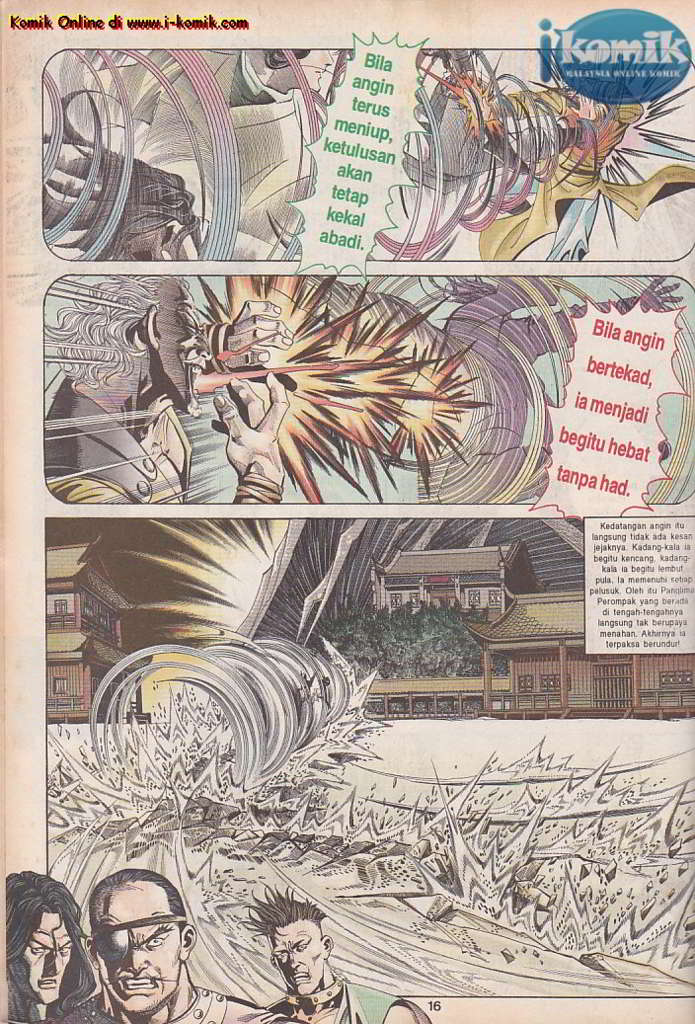 Komik Online di www.i-komik.com
ikomik
MALAYSIA ONLINE KOMIK
Bila
angin
terus
meniup,
ketulusan
akan
tetap
kekal
abadi.
Bila angin
bertekad,
ia menjadi
begitu hebat
tanpa had.
Kedatangan angin itu
langsung tidak ada kesan
jejaknya. Kadang-kala ia
begitu kencang, kadang-
kala ia begitu lembut
pula. Ia memenuhi setiap
pelusuk. Oleh itu Panglima
Perompak yang berada
di tengah-tengahnya
langsung tak berupaya
menahan. Akhirnya ia
terpaksa berundur!
16